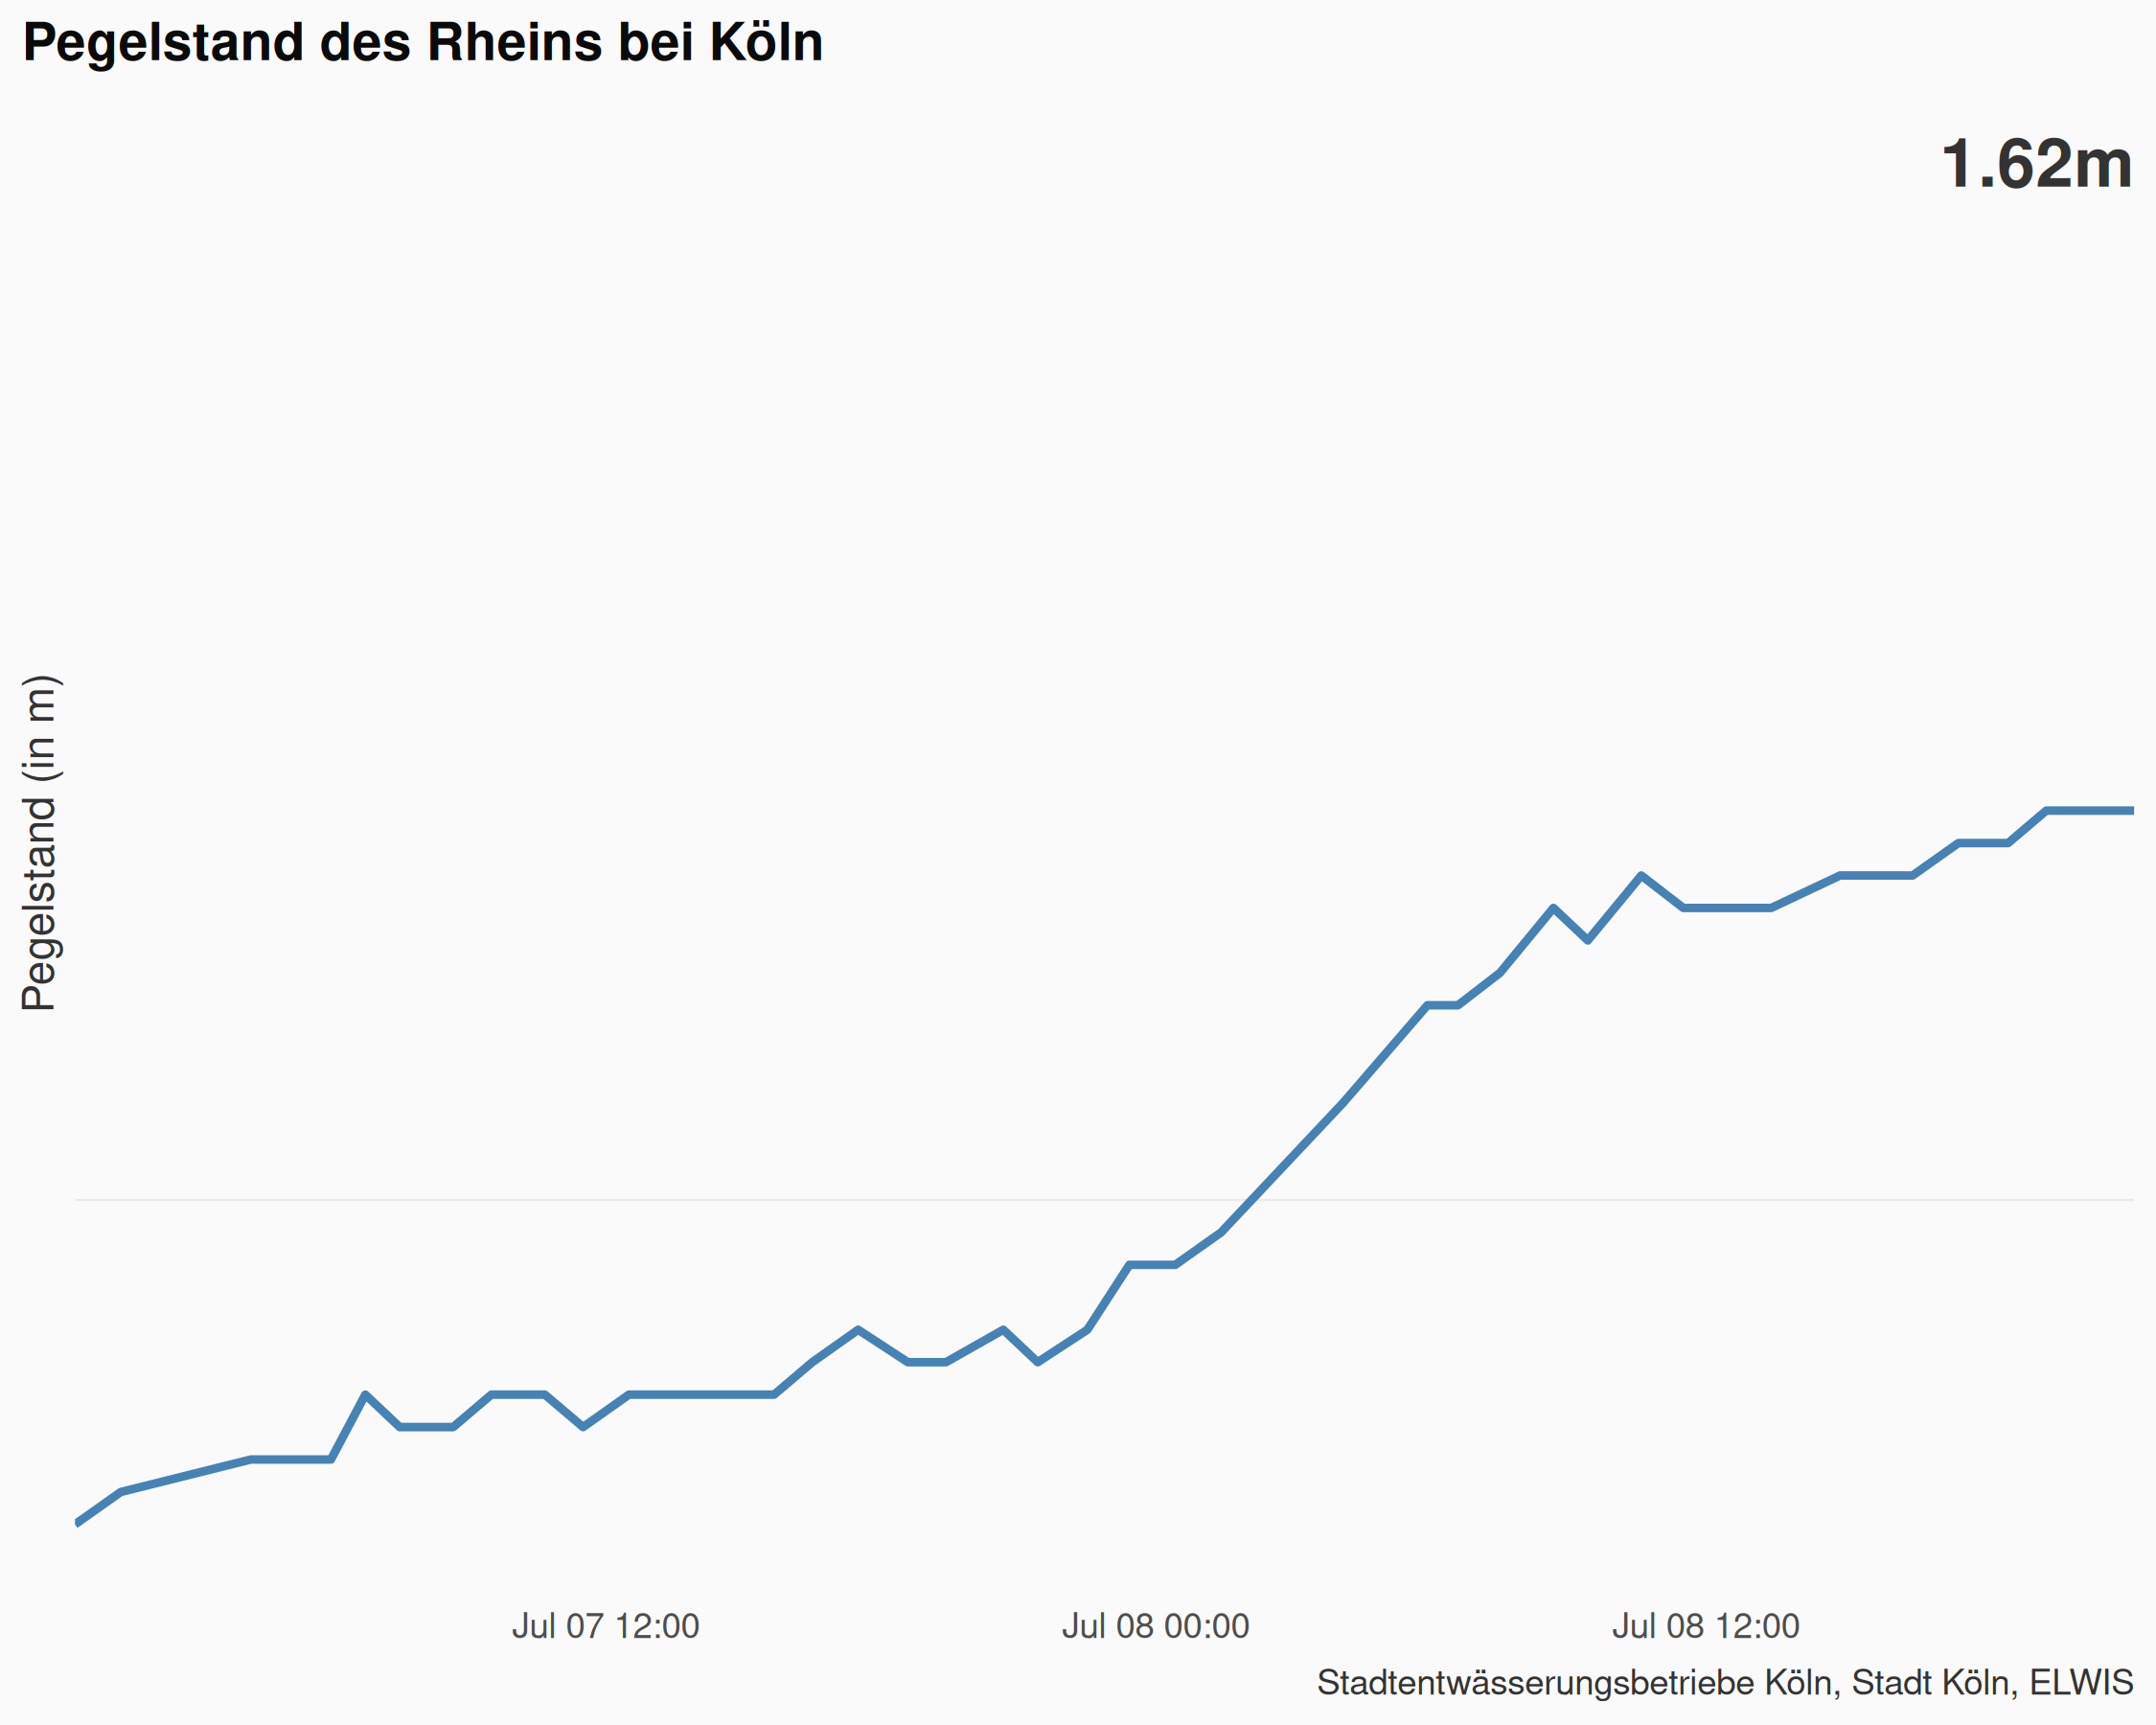 Pegelstand des Rheins bei Köln
1.62m
Pegelstand (in m)
Jul 07 12:00
Jul 08 00:00
Jul 08 12:00
Stadtentwässerungsbetriebe Köln, Stadt Köln, ELWIS